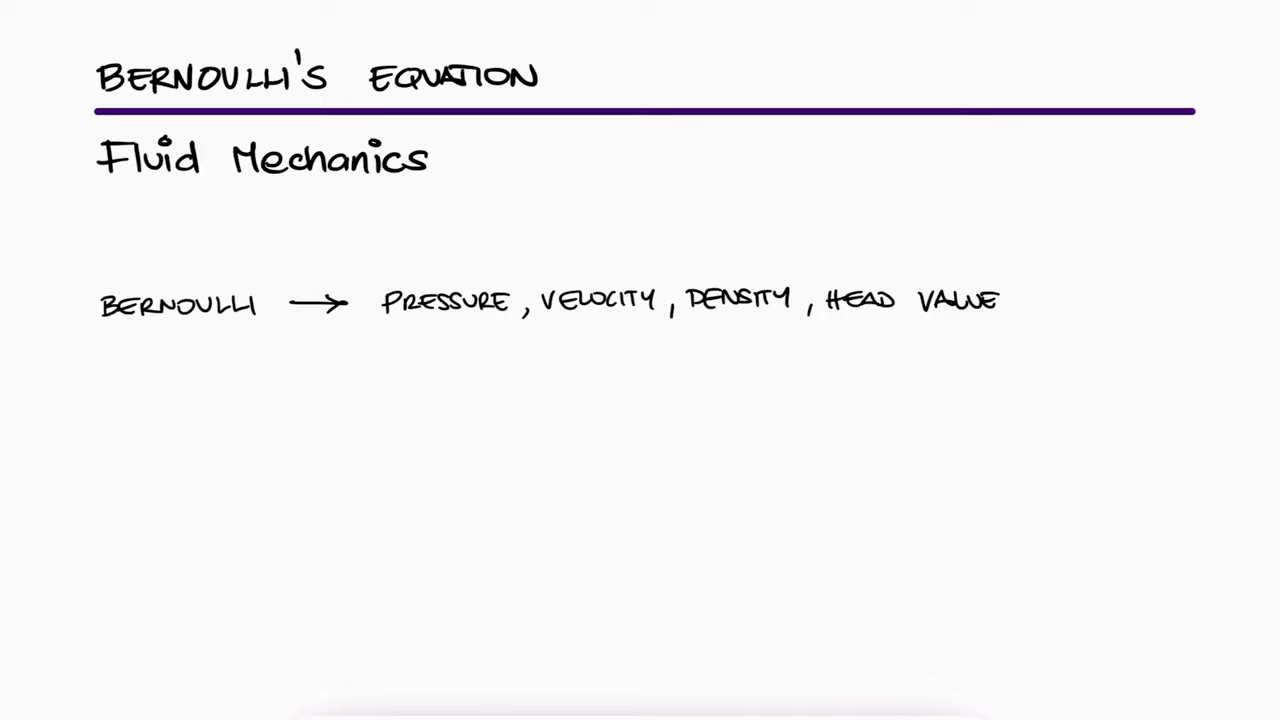 BERNOULLI'S EQUATION
Fluid Mechanics
BERNOULLI → PRESSURE, VELOCITY, DENSITY, HEAD VALUE